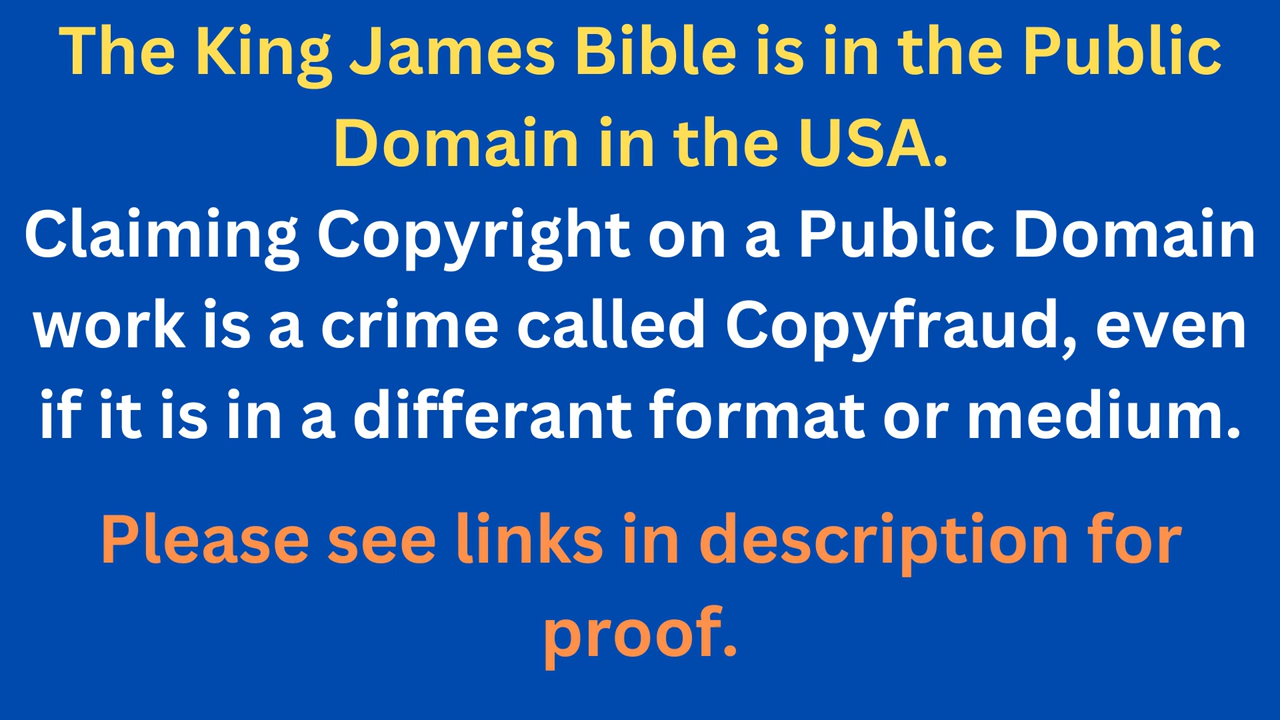 The King James Bible is in the Public
Domain in the USA.
Claiming Copyright on a Public Domain
work is a crime called Copyfraud, even
if it is in a differant format or medium.
Please see links in description for
proof.